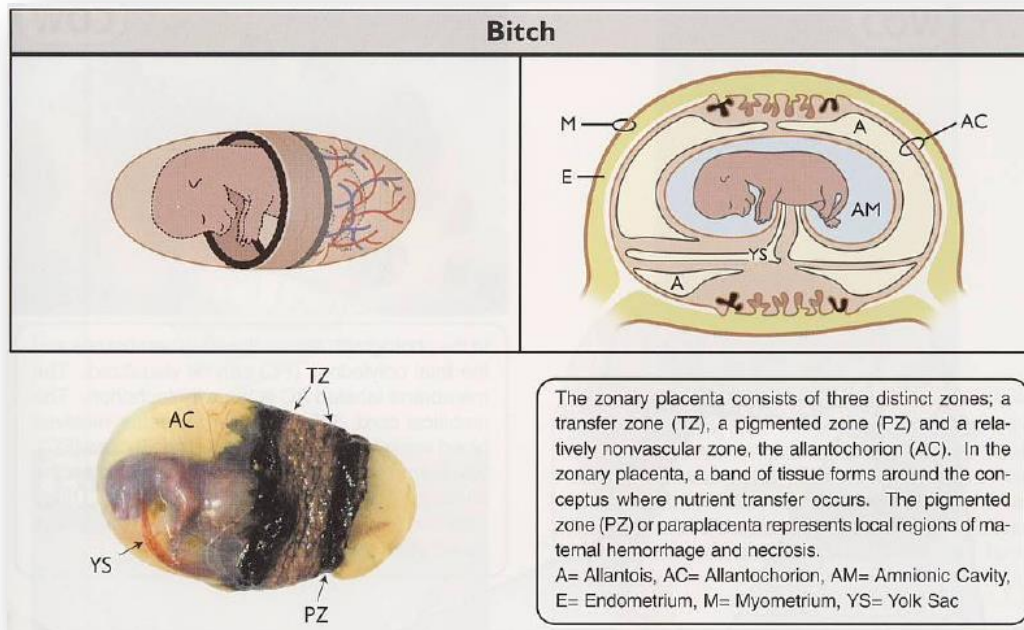 Bitch
M
E
A
AC
AM
YS
A
TZ
AC
YS
PZ
The zonary placenta consists of three distinct zones; a
transfer zone (TZ), a pigmented zone (PZ) and a re-
latively nonvascular zone, the allantochorion (AC). In the
zonary placenta, a band of tissue forms around the con-
ceptus where nutrient transfer occurs. The pigmented
zone (PZ) or paraplacenta represents local regions of ma-
ternal hemorrhage and necrosis.
A= Allantois, AC= Allantochorion, AM= Amnionic Cavity,
E= Endometrium, M= Myometrium, YS= Yolk Sac